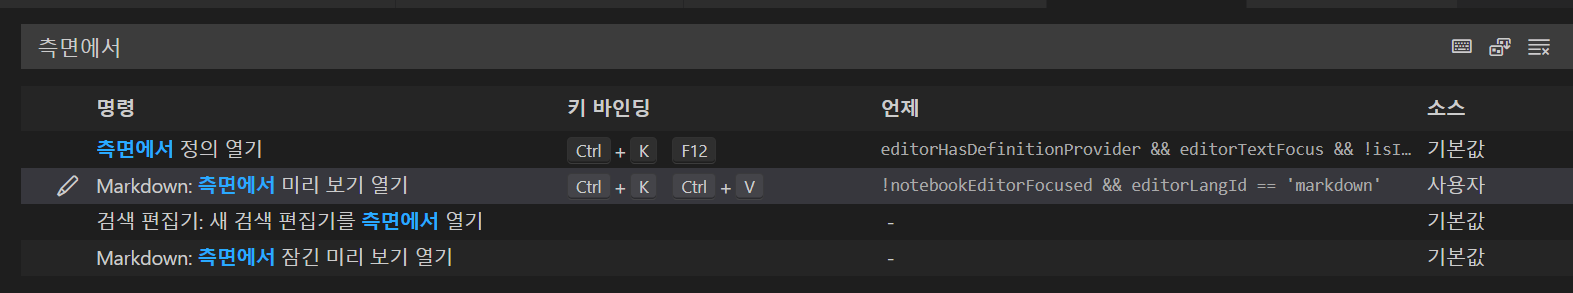 측면에서
명령 키 바인딩 언제 소스
측면에서 정의 열기 Ctrl + K F12 editorHasDefinitionProvider && editorTextFocus && !isI… 기본값
Markdown: 측면에서 미리 보기 열기 Ctrl + K Ctrl + V !notebookEditorFocused && editorLangId == 'markdown' 사용자
검색 편집기: 새 검색 편집기를 측면에서 열기 - 기본값
Markdown: 측면에서 잠긴 미리 보기 열기 - 기본값